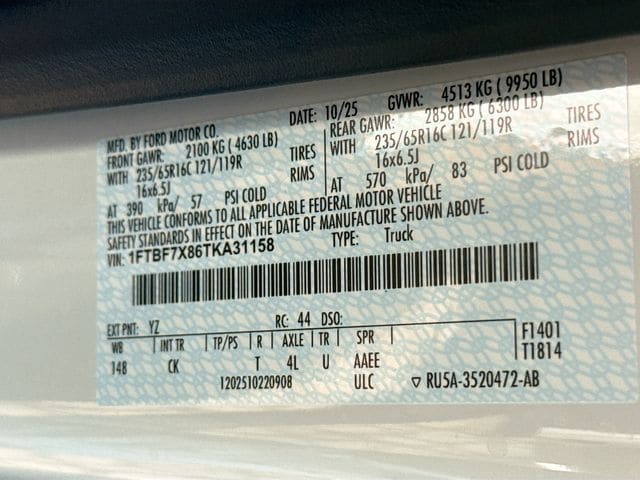 MFD. BY FORD MOTOR CO.
DATE: 10/25 GVWR: 4513 KG ( 9950 LB)
FRONT GAWR: 2100 KG ( 4630 LB)
REAR GAWR: 2858 KG ( 6300 LB)
WITH 235/65R16C 121/119R TIRES
WITH 235/65R16C 121/119R TIRES
16x6.5J RIMS
16x6.5J RIMS
AT 390 kPa/ 57 PSI COLD
AT 570 kPa/ 83 PSI COLD
THIS VEHICLE CONFORMS TO ALL APPLICABLE FEDERAL MOTOR VEHICLE
SAFETY STANDARDS IN EFFECT ON THE DATE OF MANUFACTURE SHOWN ABOVE.
VIN: 1FTBF7X86TKA31158 TYPE: Truck
EXT PNT: YZ RC: 44 DSO:
WB INT TR TP/PS R AXLE TR SPR
148 CK T 4L U AAEE
1202510220908 ULC
F1401
T1814
RU5A-3520472-AB